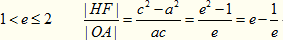 1<e≤2 |HF|/|OA| = (c²−a²)/(ac) = (e²−1)/e = e−1/e